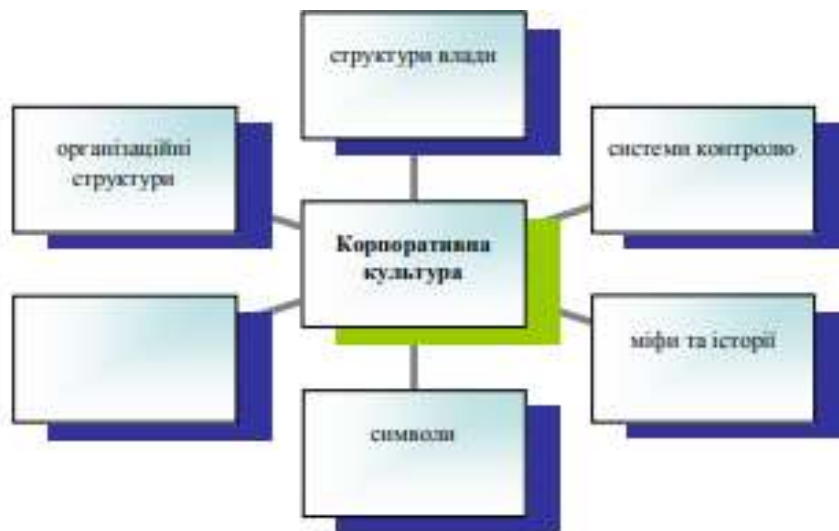 структури влади
організаційні
структури
системи контролю
Корпоративна
культура
міфи та історії
символи